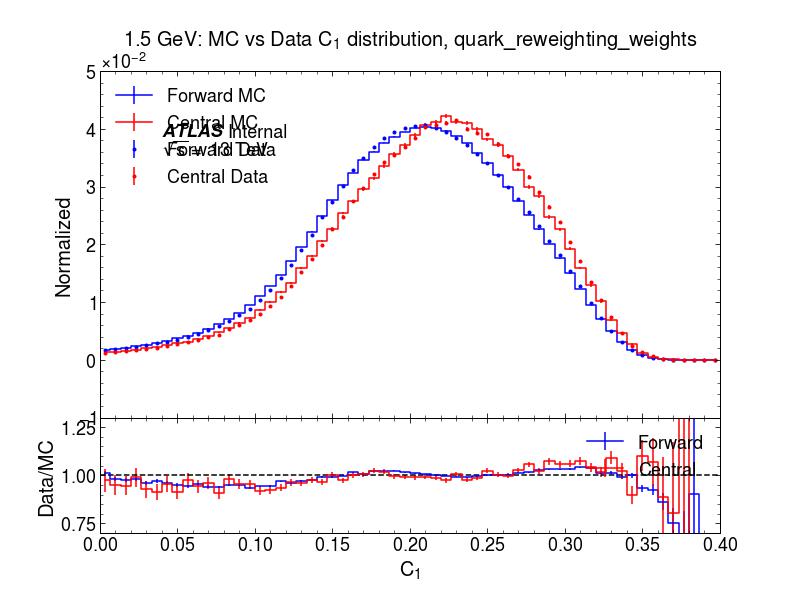 1.5 GeV: MC vs Data C₁ distribution, quark_reweighting_weights
×10⁻²
5
4
3
2
1
0
−1
Normalized
Forward MC
Central MC
ATLAS Internal
√s = 13 TeV
Forward Data
Central Data
1.25
1.00
0.75
Data/MC
Forward
Central
0.00 0.05 0.10 0.15 0.20 0.25 0.30 0.35 0.40
C₁